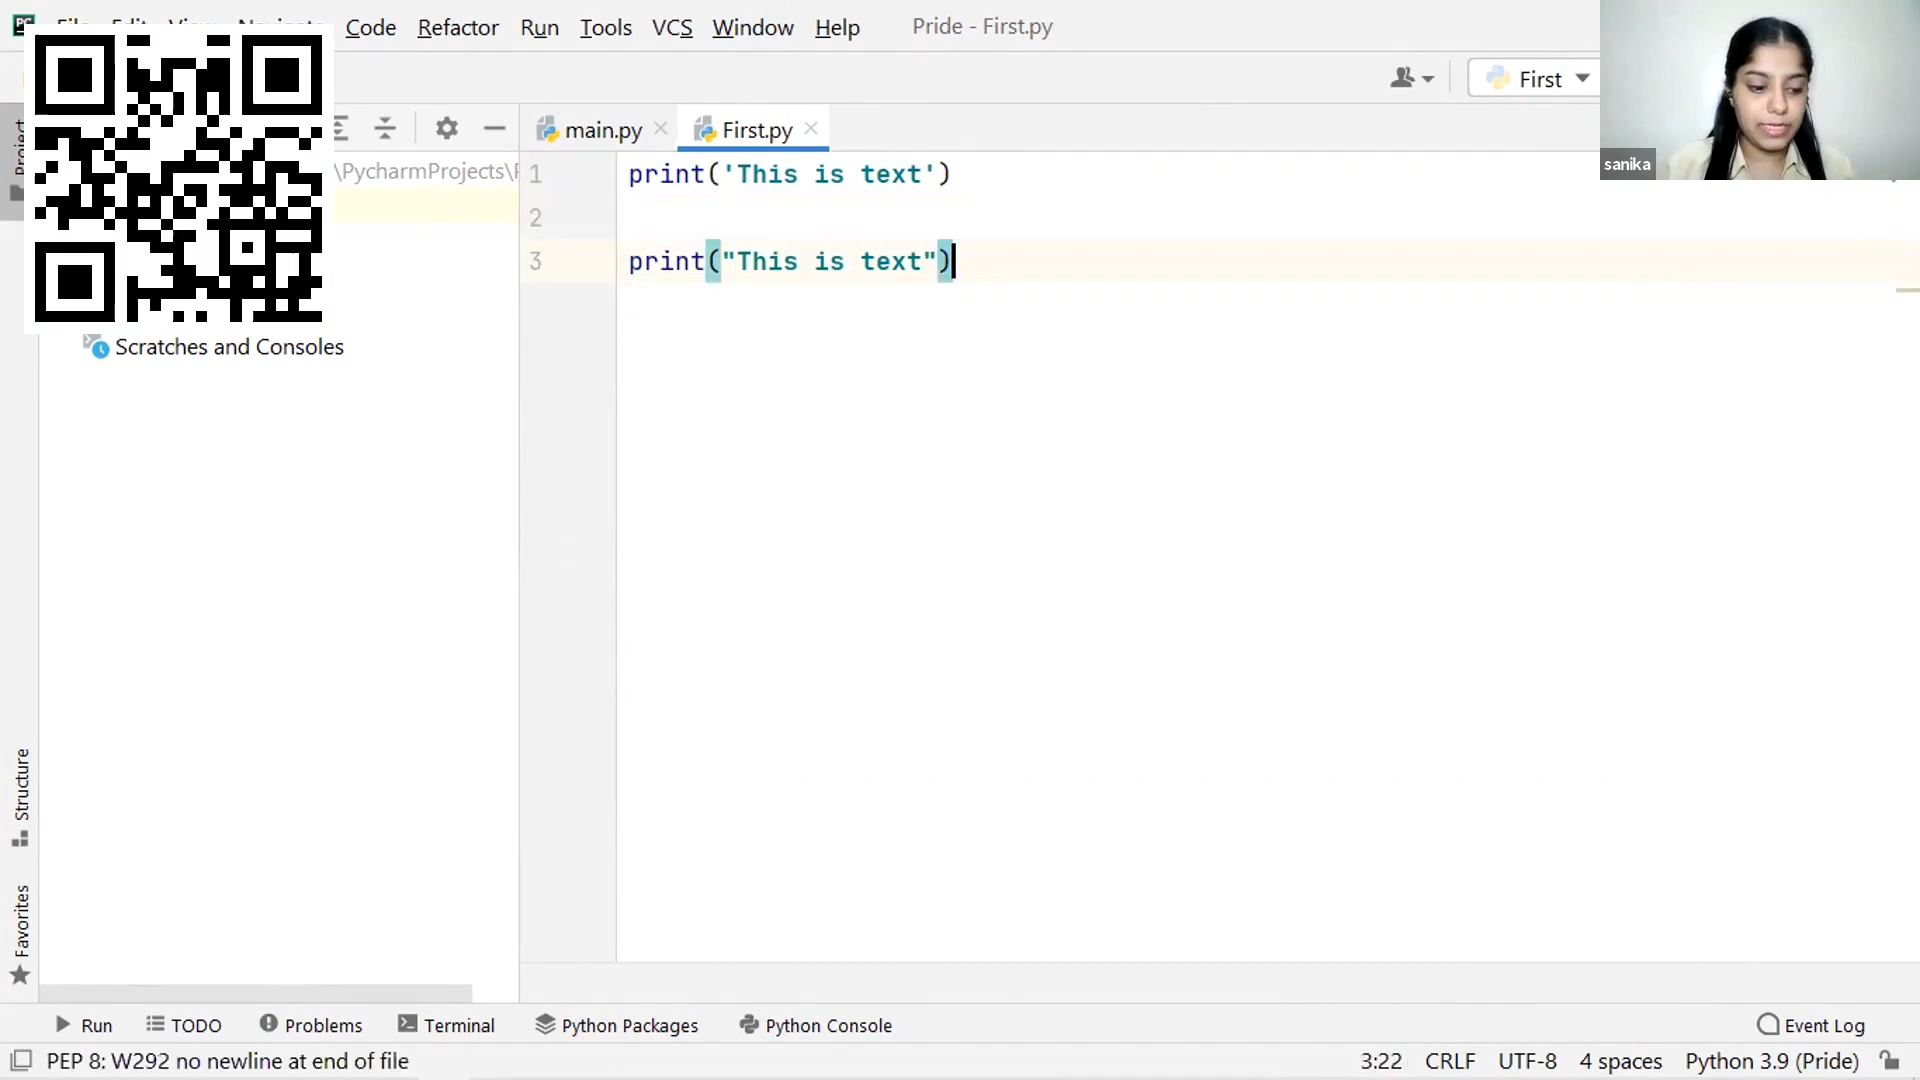 Code Refactor Run Tools VCS Window Help Pride - First.py
First
Project
main.py First.py
\PycharmProjects\
sanika
1 print('This is text')
2
3 print("This is text")
Scratches and Consoles
Structure
Favorites
Run TODO Problems Terminal Python Packages Python Console Event Log
PEP 8: W292 no newline at end of file 3:22 CRLF UTF-8 4 spaces Python 3.9 (Pride)